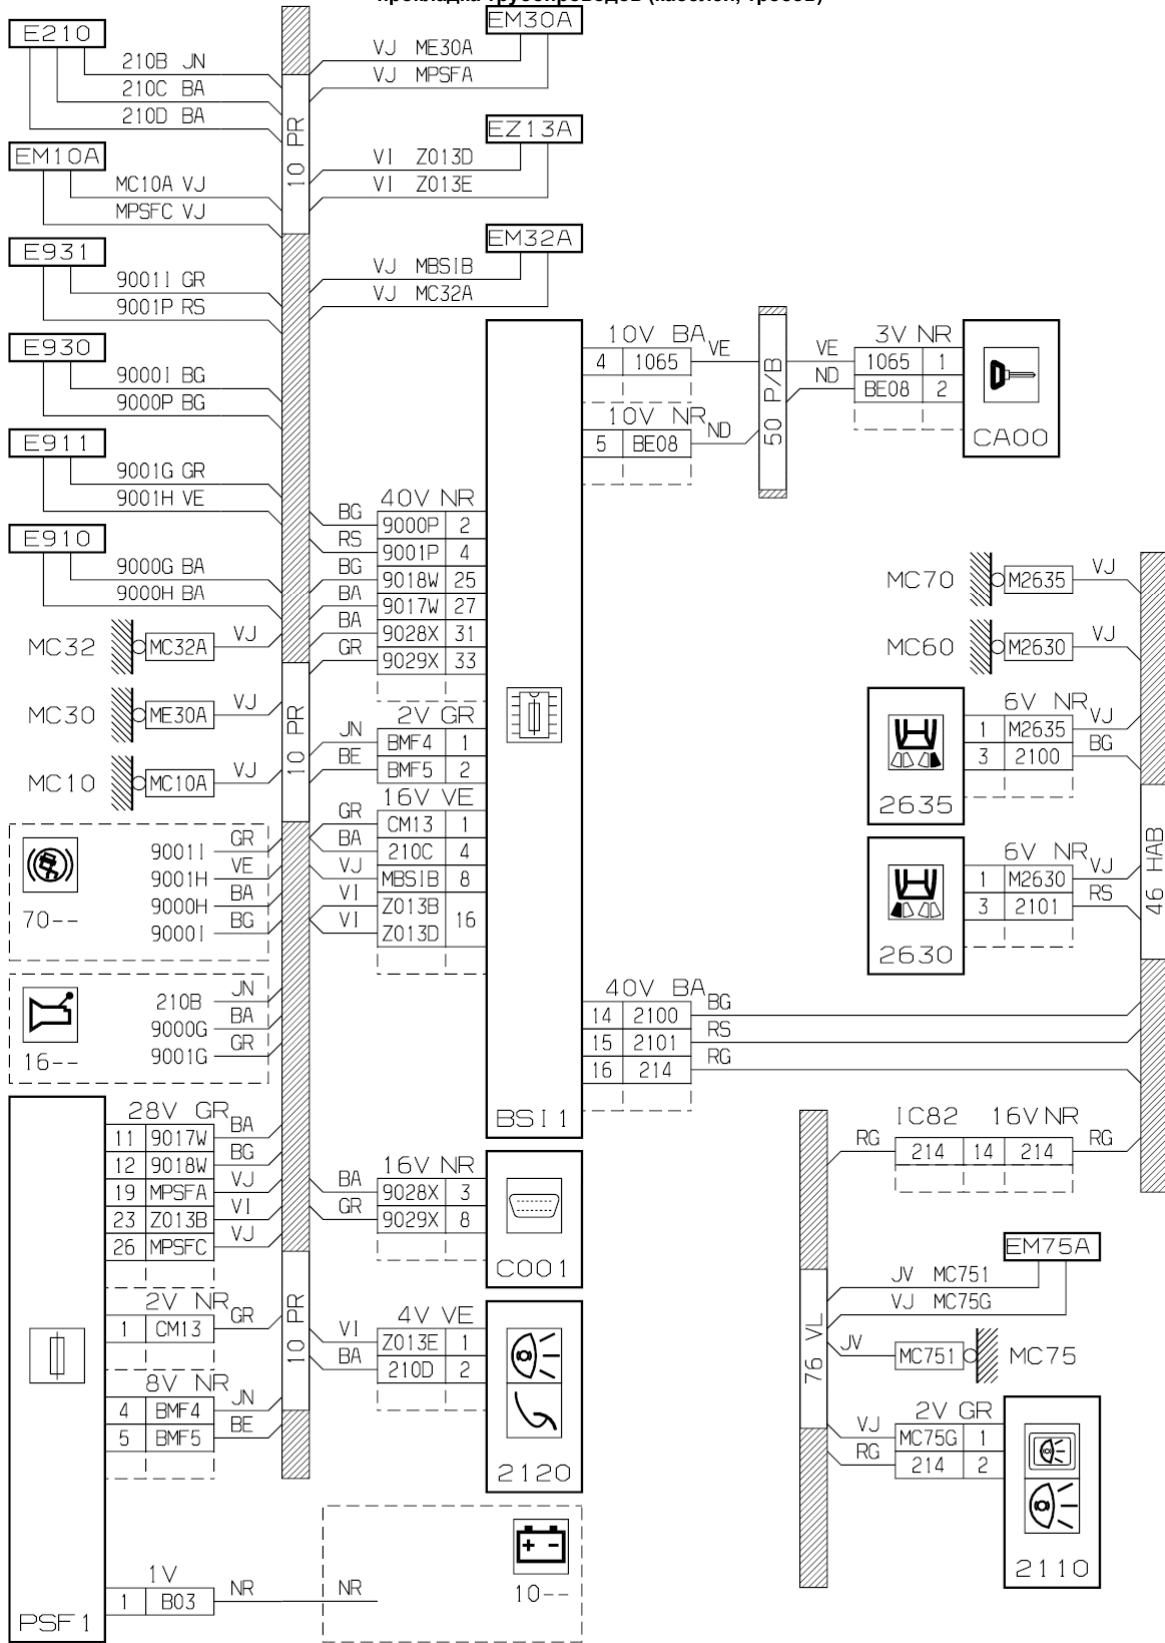 прокладка трубопроводов (кабелей, тросов)
E210
210B JN
210C BA
210D BA
EM10A
MC10A VJ
MPSFC VJ
E931
9001I GR
9001P RS
E930
9000I BG
9000P BG
E911
9001G GR
9001H VE
E910
9000G BA
9000H BA
MC32 MC32A VJ
MC30 ME30A VJ
MC10 MC10A VJ
9001I GR
9001H VE
9000H BA
9000I BG
70--
210B JN
9000G BA
9001G GR
16--
10 PR
10 PR
10 PR
EM30A
VJ ME30A
VJ MPSFA
EZ13A
VI Z013D
VI Z013E
EM32A
VJ MBSIB
VJ MC32A
40V NR
BG 9000P 2
RS 9001P 4
BG 9018W 25
BA 9017W 27
BA 9028X 31
GR 9029X 33
2V GR
JN BMF4 1
BE BMF5 2
16V VE
GR CM13 1
BA 210C 4
VJ MBSIB 8
VI Z013B
VI Z013D 16
BSI1
10V BA
4 1065 VE
10V NR
5 BE08 ND
50 P/B
3V NR
VE 1065 1
ND BE08 2
CA00
MC70 M2635 VJ
MC60 M2630 VJ
6V NR
1 M2635 VJ
3 2100 BG
2635
6V NR
1 M2630 VJ
3 2101 RS
2630
46 HAB
40V BA
14 2100 BG
15 2101 RS
16 214 RG
28V GR
11 9017W BA
12 9018W BG
19 MPSFA VJ
23 Z013B VI
26 MPSFC VJ
2V NR
1 CM13 GR
8V NR
4 BMF4 JN
5 BMF5 BE
1V
1 B03 NR NR
PSF1
10--
16V NR
BA 9028X 3
GR 9029X 8
C001
4V VE
VI Z013E 1
BA 210D 2
2120
IC82 16V NR
RG 214 14 214 RG
EM75A
JV MC751
VJ MC75G
JV MC751 MC75
76 VL
2V GR
VJ MC75G 1
RG 214 2
2110